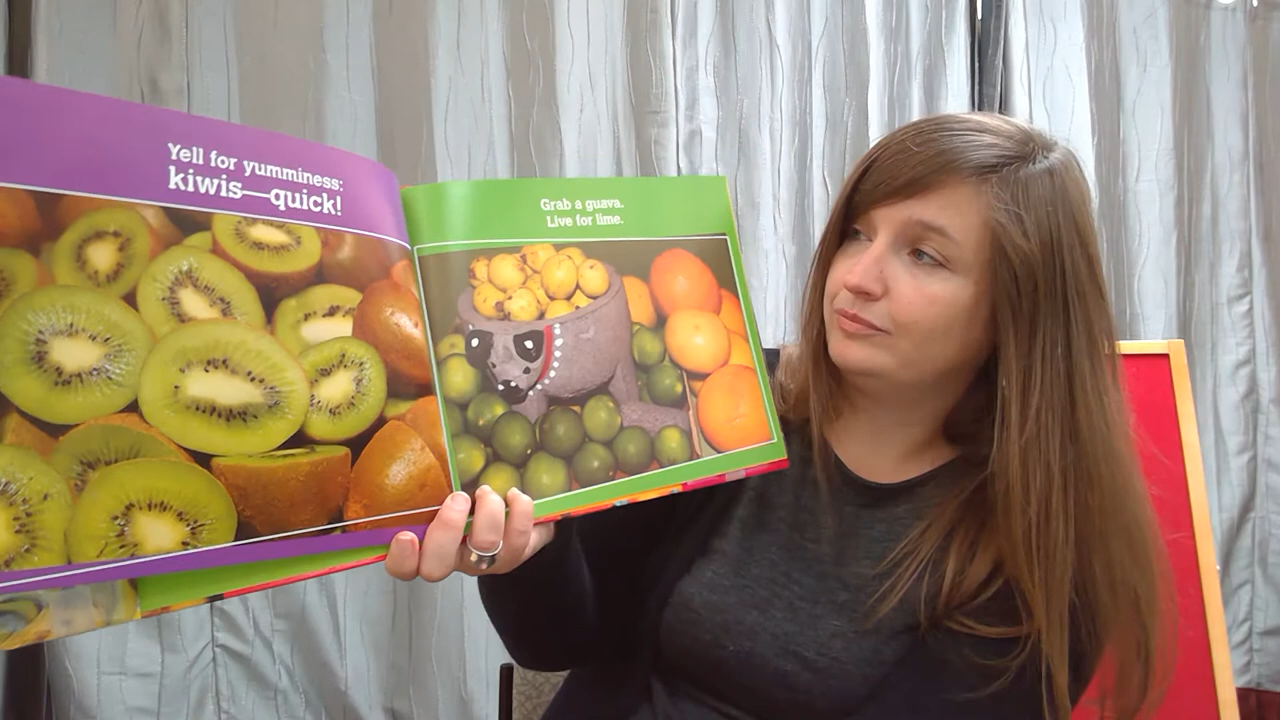 Yell for yumminess:
kiwis—quick!
Grab a guava.
Live for lime.